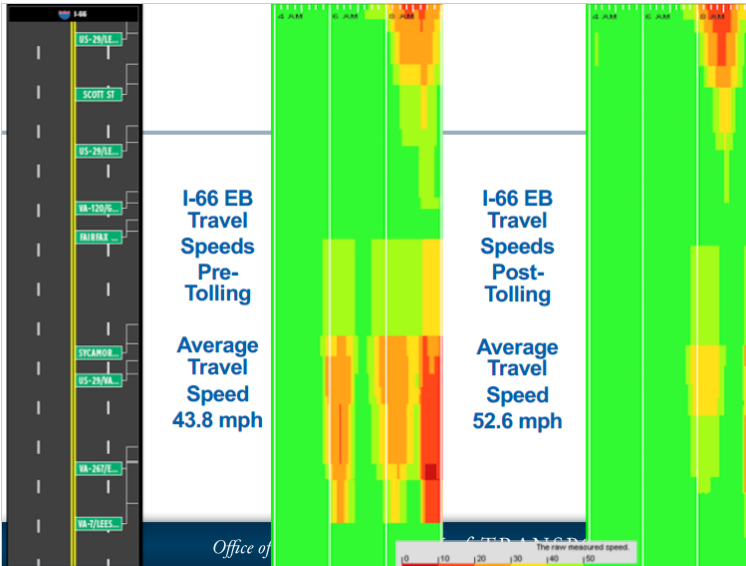 I-66
4 AM 6 AM 8 AM
4 AM 6 AM 8 AM
US-29/LE...
SCOTT ST
US-29/LE...
VA-120/G...
FAIRFAX ...
SYCAMOR...
US-29/VA...
VA-267/E...
VA-7/LEES...
I-66 EB
Travel
Speeds
Pre-
Tolling
Average
Travel
Speed
43.8 mph
I-66 EB
Travel
Speeds
Post-
Tolling
Average
Travel
Speed
52.6 mph
Office of
The raw measured speed.
0 10 20 30 40 50